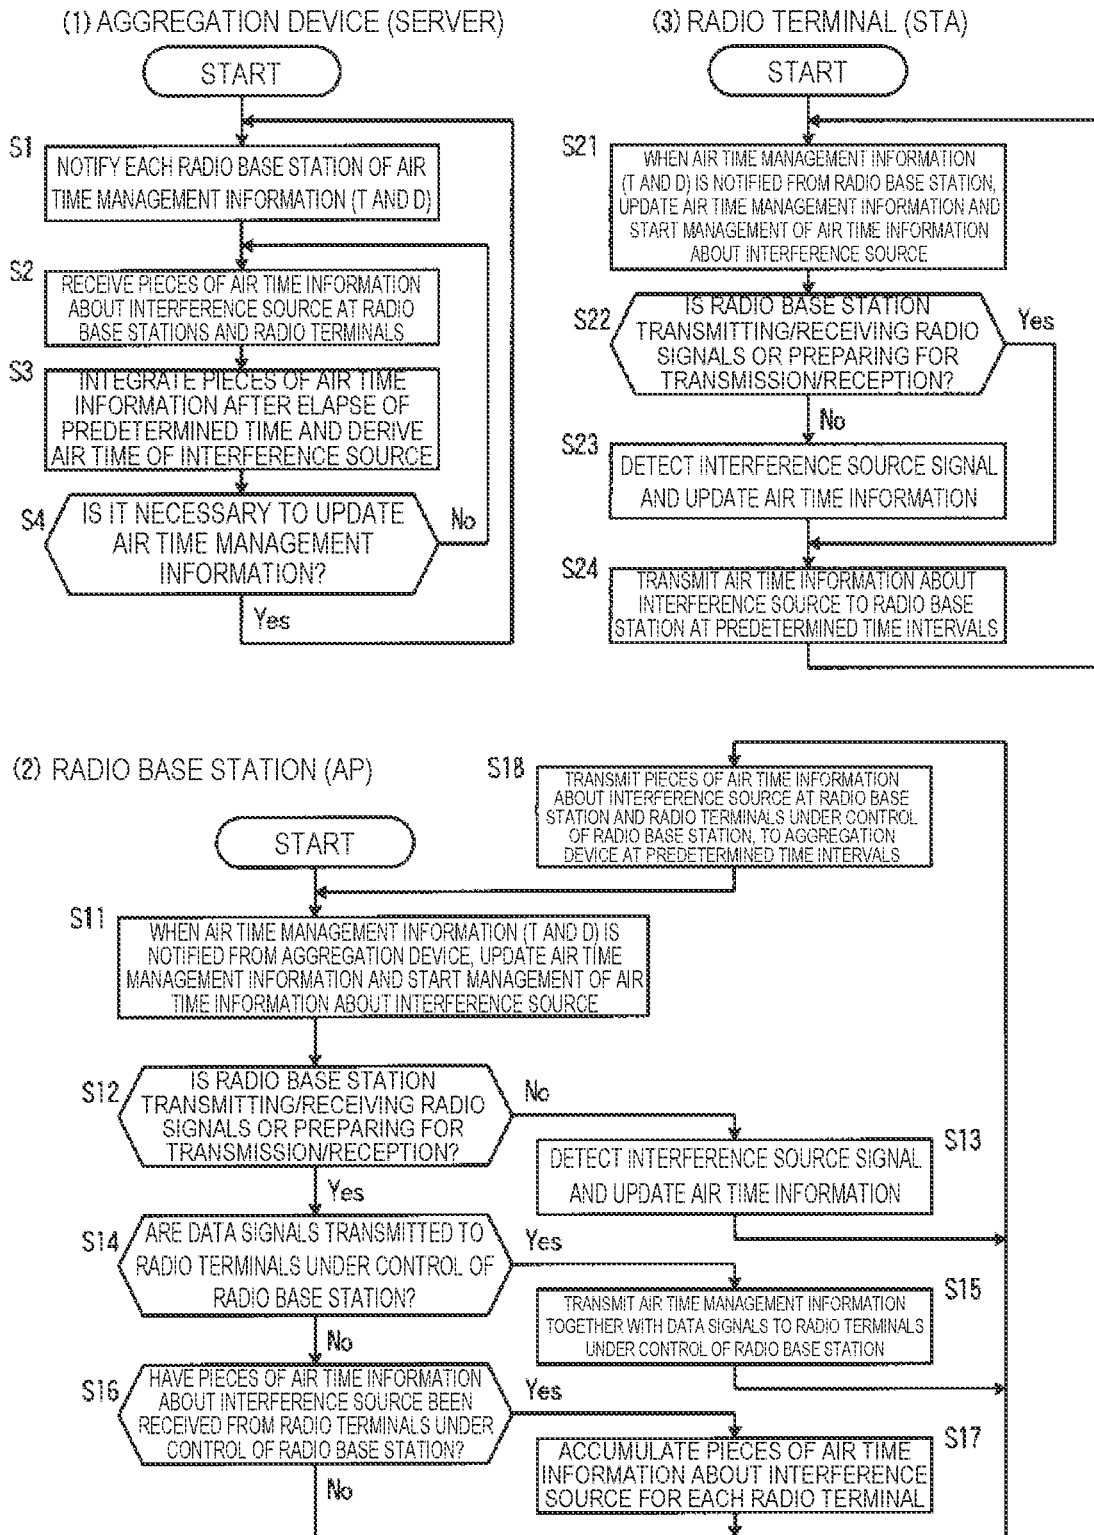 (1) AGGREGATION DEVICE (SERVER)
START
S1
NOTIFY EACH RADIO BASE STATION OF AIR
TIME MANAGEMENT INFORMATION (T AND D)
S2
RECEIVE PIECES OF AIR TIME INFORMATION
ABOUT INTERFERENCE SOURCE AT RADIO
BASE STATIONS AND RADIO TERMINALS
S3
INTEGRATE PIECES OF AIR TIME
INFORMATION AFTER ELAPSE OF
PREDETERMINED TIME AND DERIVE
AIR TIME OF INTERFERENCE SOURCE
S4
IS IT NECESSARY TO UPDATE
AIR TIME MANAGEMENT
INFORMATION?
No
Yes
(3) RADIO TERMINAL (STA)
START
S21
WHEN AIR TIME MANAGEMENT INFORMATION
(T AND D) IS NOTIFIED FROM RADIO BASE STATION,
UPDATE AIR TIME MANAGEMENT INFORMATION AND
START MANAGEMENT OF AIR TIME INFORMATION
ABOUT INTERFERENCE SOURCE
S22
IS RADIO BASE STATION
TRANSMITTING/RECEIVING RADIO
SIGNALS OR PREPARING FOR
TRANSMISSION/RECEPTION?
Yes
No
S23
DETECT INTERFERENCE SOURCE SIGNAL
AND UPDATE AIR TIME INFORMATION
S24
TRANSMIT AIR TIME INFORMATION ABOUT
INTERFERENCE SOURCE TO RADIO BASE
STATION AT PREDETERMINED TIME INTERVALS
(2) RADIO BASE STATION (AP)
START
S18
TRANSMIT PIECES OF AIR TIME INFORMATION
ABOUT INTERFERENCE SOURCE AT RADIO BASE
STATION AND RADIO TERMINALS UNDER CONTROL
OF RADIO BASE STATION, TO AGGREGATION
DEVICE AT PREDETERMINED TIME INTERVALS
S11
WHEN AIR TIME MANAGEMENT INFORMATION (T AND D) IS
NOTIFIED FROM AGGREGATION DEVICE, UPDATE AIR TIME
MANAGEMENT INFORMATION AND START MANAGEMENT OF AIR
TIME INFORMATION ABOUT INTERFERENCE SOURCE
S12
IS RADIO BASE STATION
TRANSMITTING/RECEIVING RADIO
SIGNALS OR PREPARING FOR
TRANSMISSION/RECEPTION?
No
Yes
S13
DETECT INTERFERENCE SOURCE SIGNAL
AND UPDATE AIR TIME INFORMATION
S14
ARE DATA SIGNALS TRANSMITTED TO
RADIO TERMINALS UNDER CONTROL OF
RADIO BASE STATION?
Yes
No
S15
TRANSMIT AIR TIME MANAGEMENT INFORMATION
TOGETHER WITH DATA SIGNALS TO RADIO TERMINALS
UNDER CONTROL OF RADIO BASE STATION
S16
HAVE PIECES OF AIR TIME INFORMATION
ABOUT INTERFERENCE SOURCE BEEN
RECEIVED FROM RADIO TERMINALS UNDER
CONTROL OF RADIO BASE STATION?
Yes
No
S17
ACCUMULATE PIECES OF AIR TIME
INFORMATION ABOUT INTERFERENCE
SOURCE FOR EACH RADIO TERMINAL